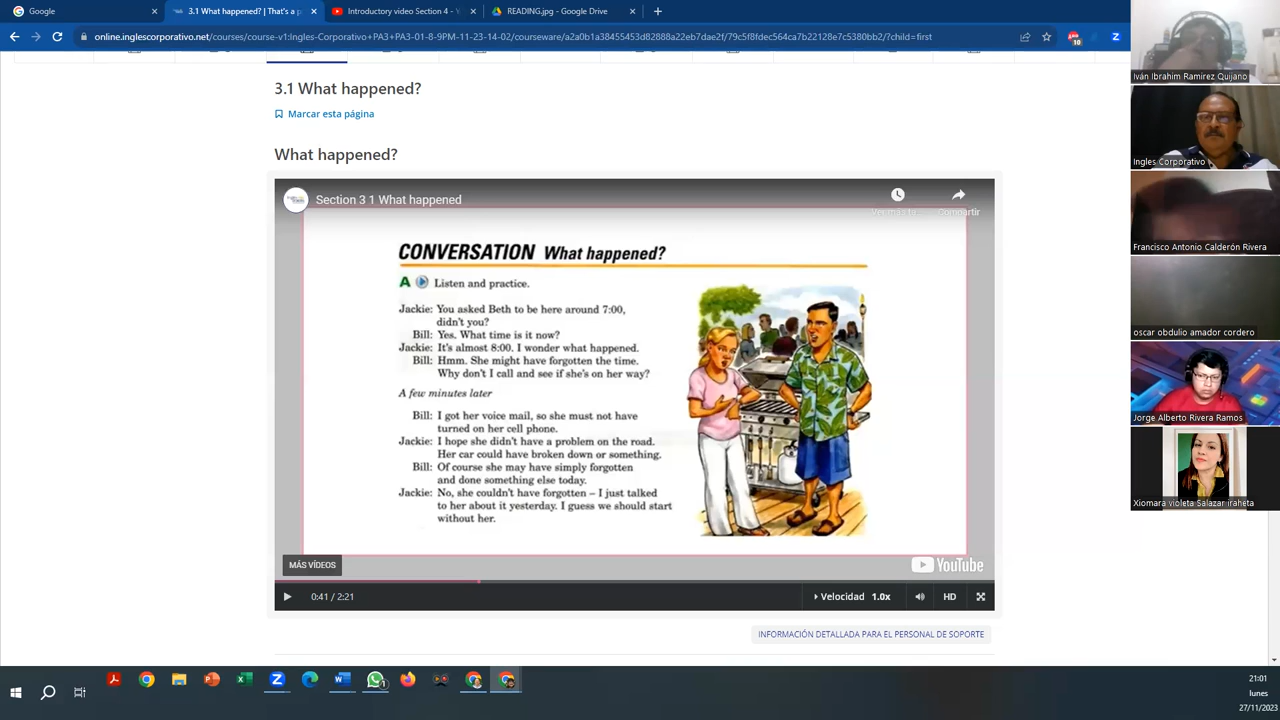 Google
3.1 What happened? | That's a p
Introductory video Section 4 - Y
READING.jpg - Google Drive
online.inglescorporativo.net/courses/course-v1:Ingles-Corporativo+PA3+PA3-01-8-9PM-11-23-14-02/courseware/a2a0b1a38455453d82888a22eb7dae2f/79c5f8fdec564ca7b22128e7c5380bb2/?child=first
3.1 What happened?
Marcar esta página
What happened?
Section 3 1 What happened
Compartir
CONVERSATION What happened?
A Listen and practice.
Jackie: You asked Beth to be here around 7:00,
didn't you?
Bill: Yes. What time is it now?
Jackie: It's almost 8:00. I wonder what happened.
Bill: Hmm. She might have forgotten the time.
Why don't I call and see if she's on her way?
A few minutes later
Bill: I got her voice mail, so she must not have
turned on her cell phone.
Jackie: I hope she didn't have a problem on the road.
Her car could have broken down or something.
Bill: Of course she may have simply forgotten
and done something else today.
Jackie: No, she couldn't have forgotten – I just talked
to her about it yesterday. I guess we should start
without her.
MÁS VÍDEOS
YouTube
0:41 / 2:21
Velocidad 1.0x
HD
INFORMACIÓN DETALLADA PARA EL PERSONAL DE SOPORTE
Iván Ibrahim Ramírez Quijano
Ingles Corporativo
Francisco Antonio Calderón Rivera
oscar obdulio amador cordero
Jorge Alberto Rivera Ramos
Xiomara violeta Salazar iraheta
21:01
lunes
27/11/2023